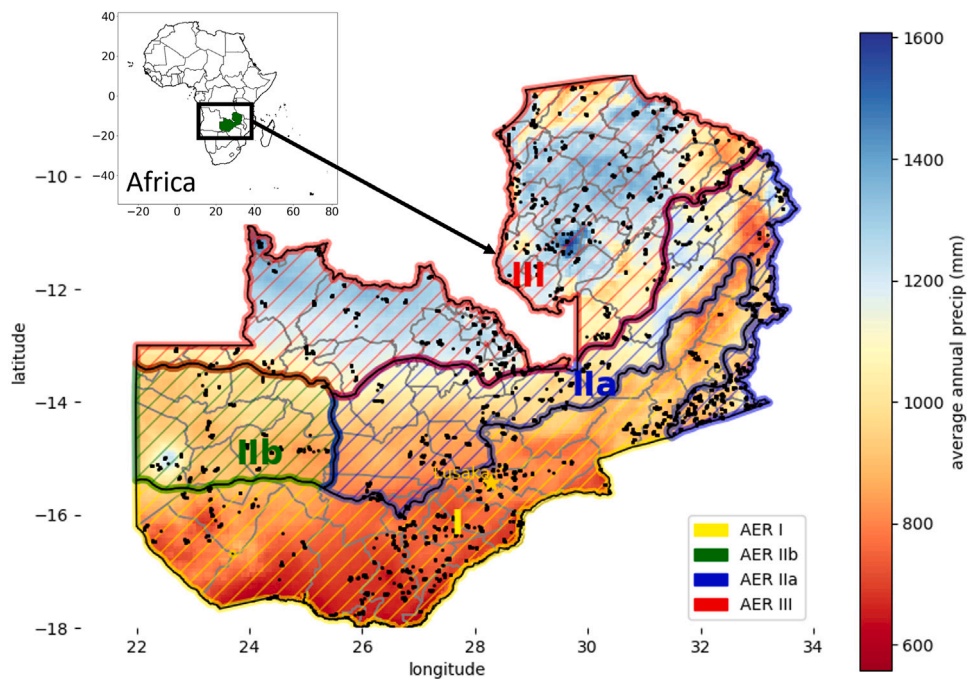 40
20
0
−20
−40
Africa
−20
0
20
40
60
80
−10
−12
−14
−16
−18
latitude
22
24
26
28
30
32
34
longitude
III
IIa
IIb
Lusaka
I
AER I
AER IIb
AER IIa
AER III
1600
1400
1200
1000
800
600
average annual precip (mm)